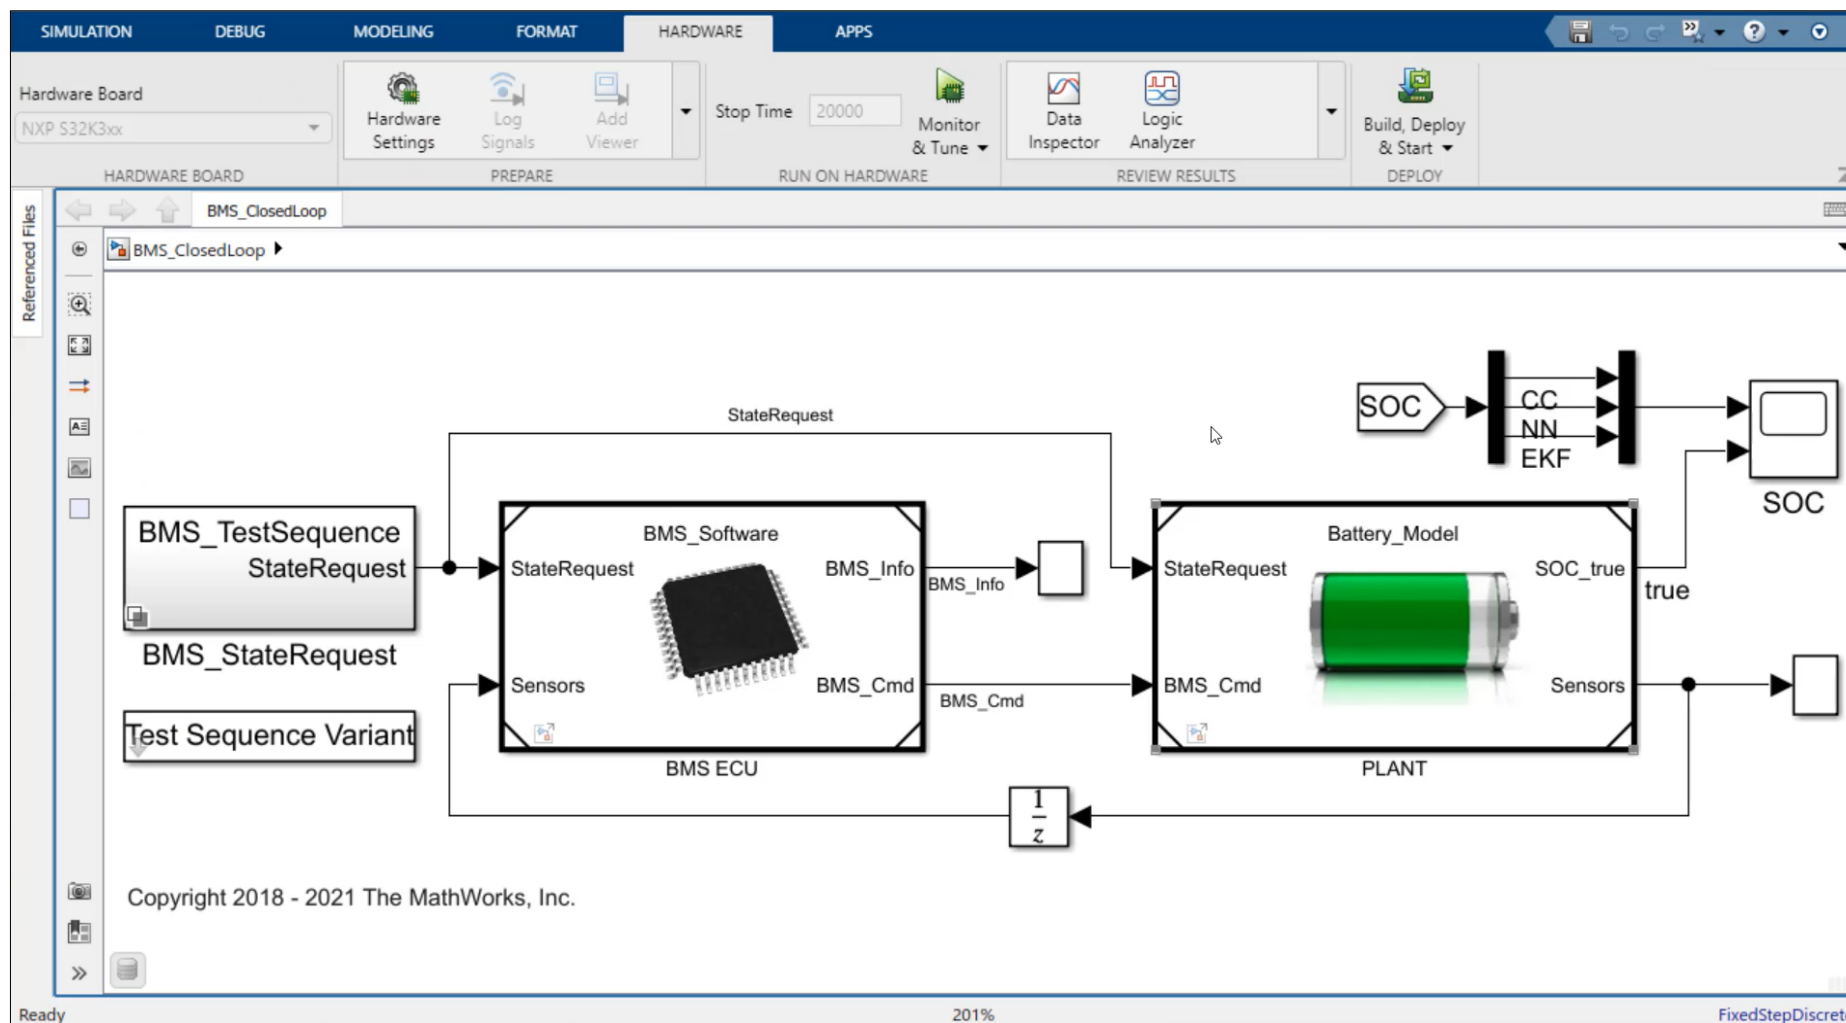 SIMULATION DEBUG MODELING FORMAT HARDWARE APPS
Hardware Board
NXP S32K3xx
Hardware
Settings
Log
Signals
Add
Viewer
Stop Time 20000
Monitor
& Tune
Data
Inspector
Logic
Analyzer
Build, Deploy
& Start
HARDWARE BOARD PREPARE RUN ON HARDWARE REVIEW RESULTS DEPLOY
Referenced Files
BMS_ClosedLoop
BMS_ClosedLoop
StateRequest
SOC
CC
NN
EKF
SOC
BMS_TestSequence
StateRequest
BMS_StateRequest
Test Sequence Variant
BMS_Software
StateRequest
BMS_Info
Sensors
BMS_Cmd
BMS ECU
BMS_Info
BMS_Cmd
Battery_Model
StateRequest
SOC_true
BMS_Cmd
Sensors
PLANT
true
1
z
Copyright 2018 - 2021 The MathWorks, Inc.
Ready 201% FixedStepDiscret